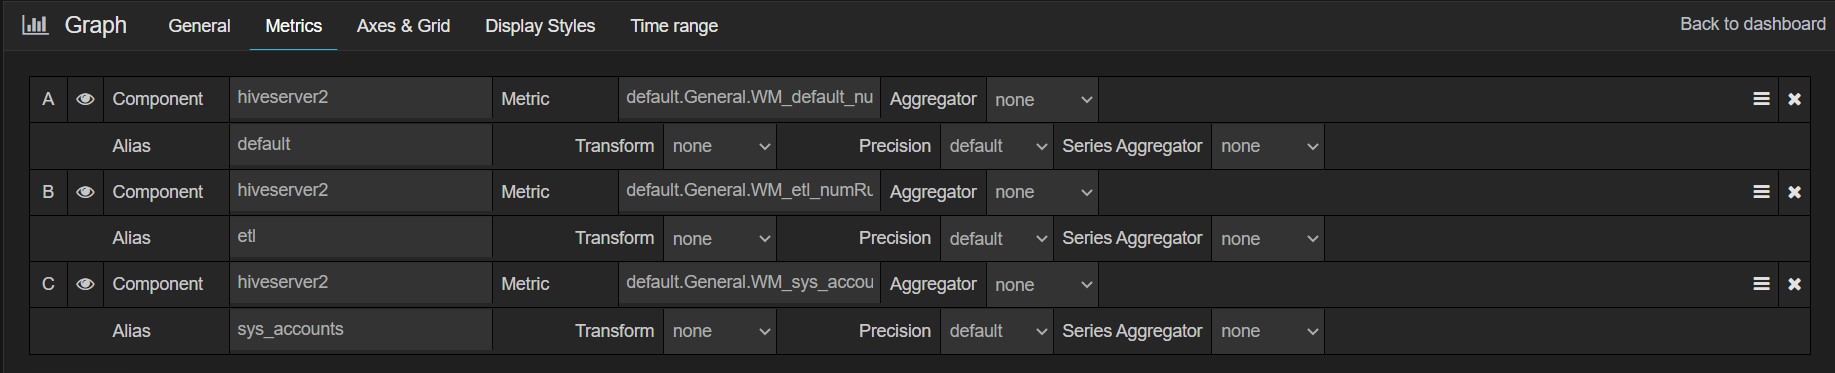 Graph General Metrics Axes & Grid Display Styles Time range Back to dashboard
A Component hiveserver2 Metric default.General.WM_default_nu Aggregator none
Alias default Transform none Precision default Series Aggregator none
B Component hiveserver2 Metric default.General.WM_etl_numRu Aggregator none
Alias etl Transform none Precision default Series Aggregator none
C Component hiveserver2 Metric default.General.WM_sys_accou Aggregator none
Alias sys_accounts Transform none Precision default Series Aggregator none